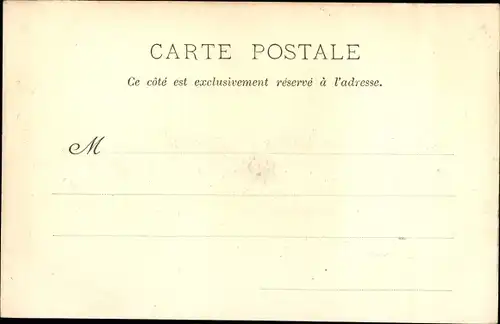 CARTE POSTALE
Ce côté est exclusivement réservé à l'adresse.
M